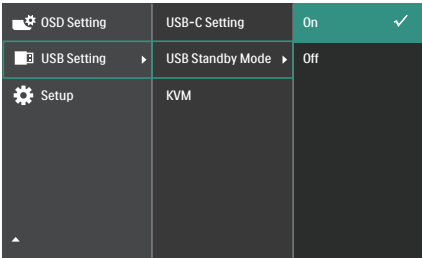 OSD Setting
USB Setting
Setup
USB-C Setting
USB Standby Mode
KVM
On
Off